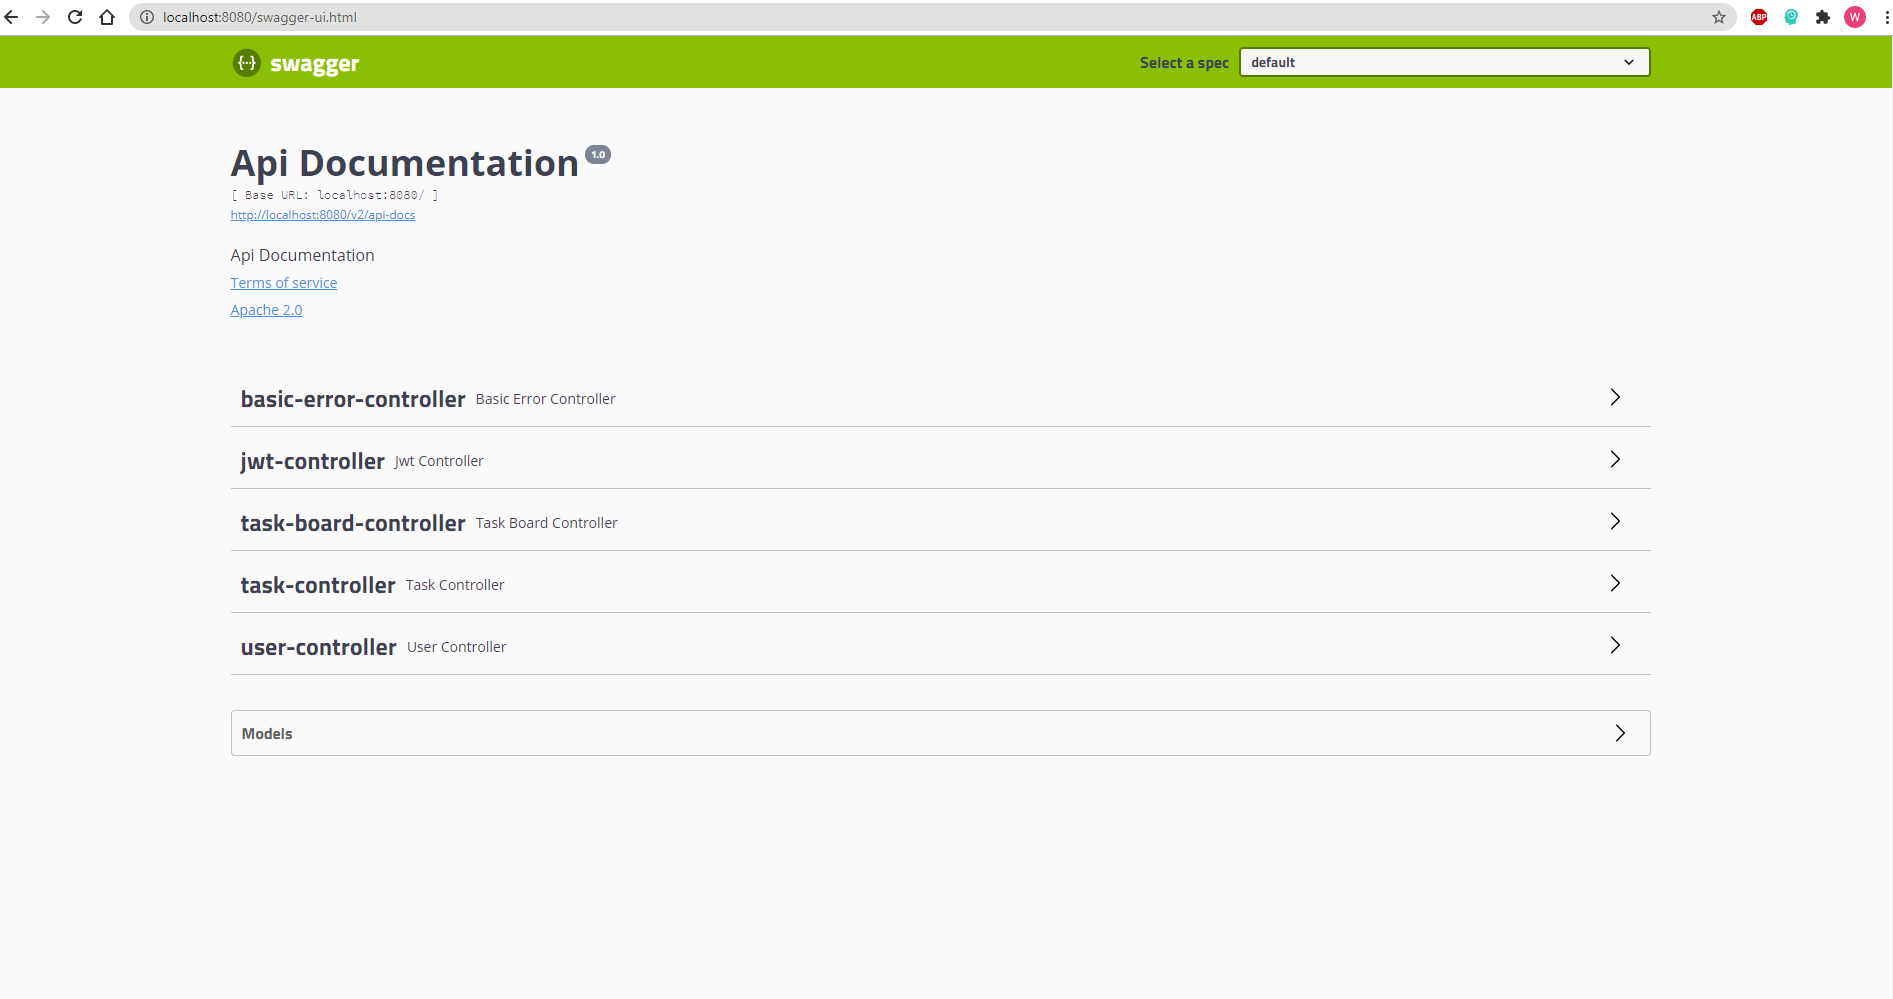 localhost:8080/swagger-ui.html
ABP
W
{··} swagger
Select a spec
default
Api Documentation 1.0
[ Base URL: localhost:8080/ ]
http://localhost:8080/v2/api-docs
Api Documentation
Terms of service
Apache 2.0
basic-error-controller Basic Error Controller
jwt-controller Jwt Controller
task-board-controller Task Board Controller
task-controller Task Controller
user-controller User Controller
Models